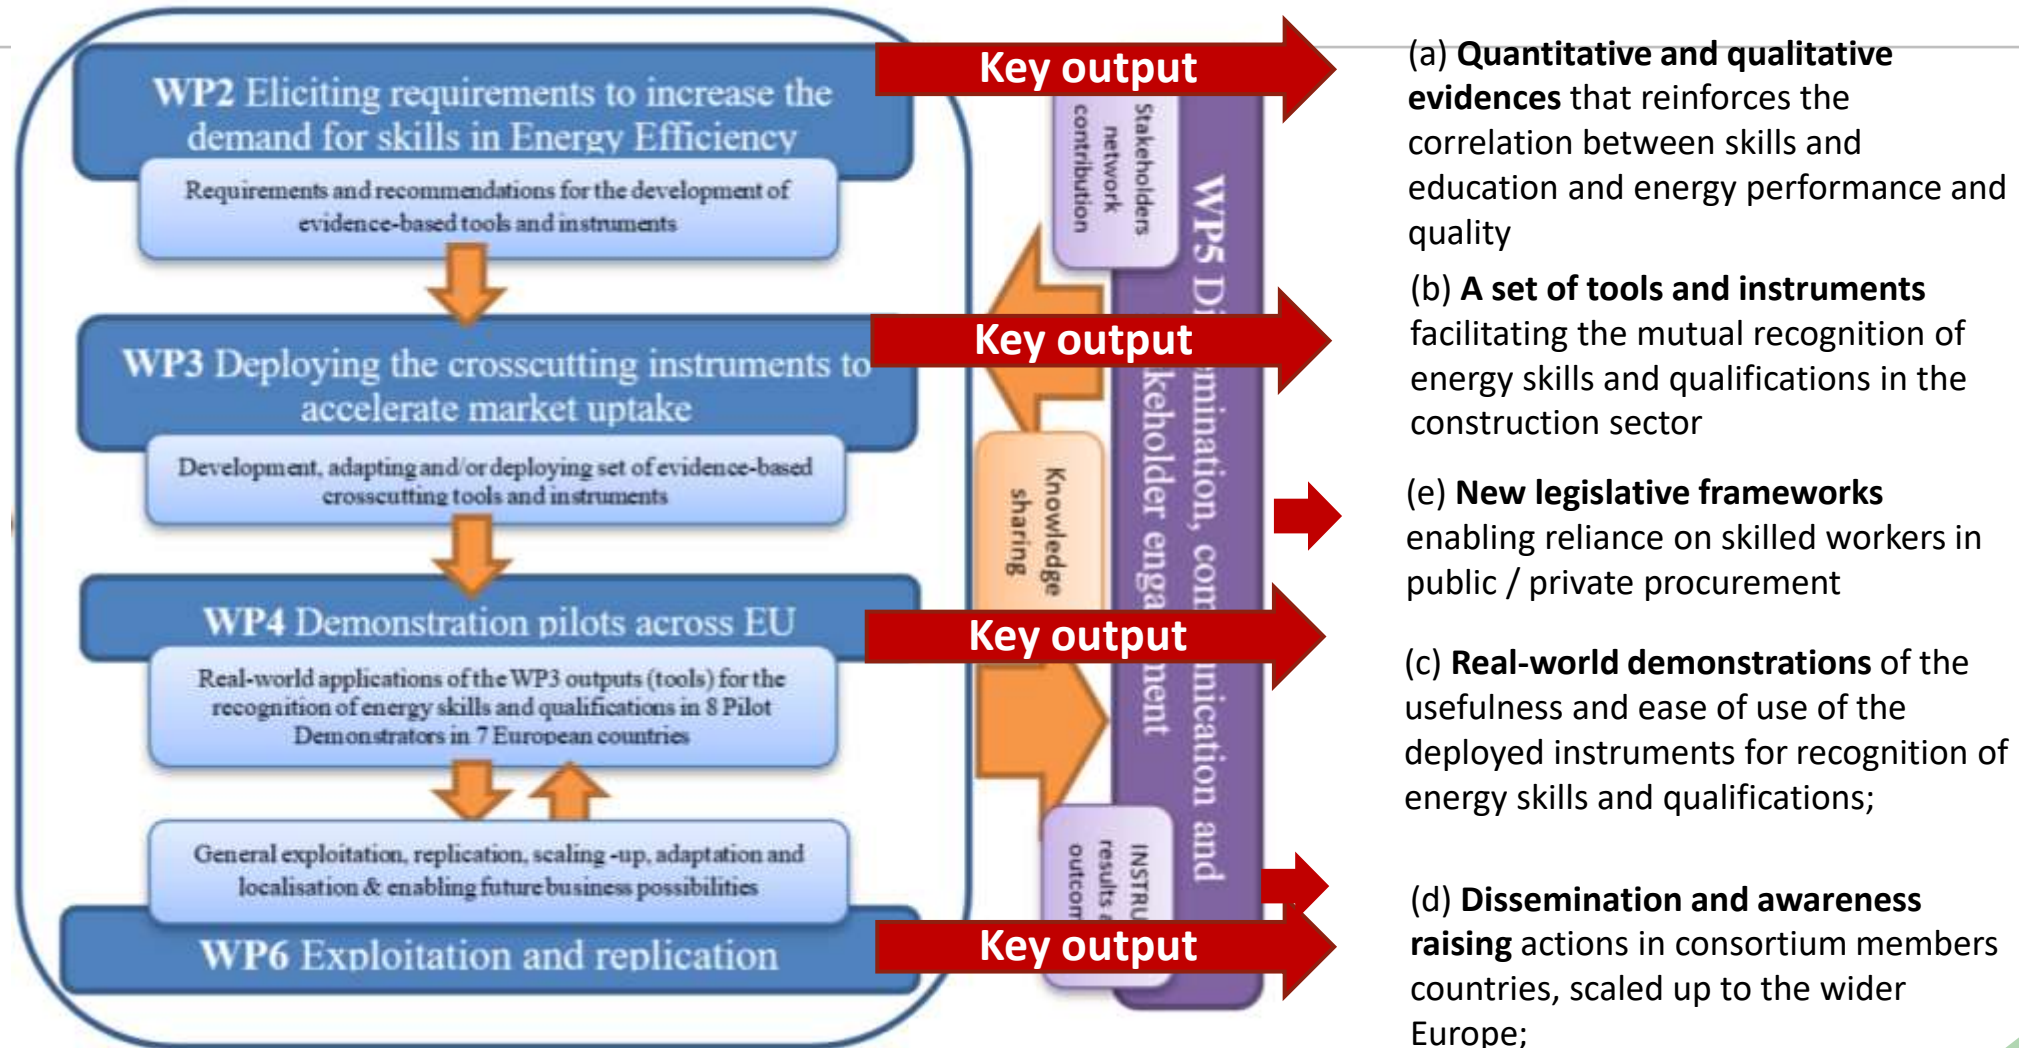 WP2 Eliciting requirements to increase the
demand for skills in Energy Efficiency
Requirements and recommendations for the development of
evidence-based tools and instruments
WP3 Deploying the crosscutting instruments to
accelerate market uptake
Development, adapting and/or deploying set of evidence-based
crosscutting tools and instruments
WP4 Demonstration pilots across EU
Real-world applications of the WP3 outputs (tools) for the
recognition of energy skills and qualifications in 8 Pilot
Demonstrators in 7 European countries
General exploitation, replication, scaling -up, adaptation and
localisation & enabling future business possibilities
WP6 Exploitation and replication
Key output
Key output
Key output
Key output
Stakeholders
network
contribution
Knowledge
sharing
WP5 emination, and
engagement
results
(a) Quantitative and qualitative
evidences that reinforces the
correlation between skills and
education and energy performance and
quality
(b) A set of tools and instruments
facilitating the mutual recognition of
energy skills and qualifications in the
construction sector
(e) New legislative frameworks
enabling reliance on skilled workers in
public / private procurement
(c) Real-world demonstrations of the
usefulness and ease of use of the
deployed instruments for recognition of
energy skills and qualifications;
(d) Dissemination and awareness
raising actions in consortium members
countries, scaled up to the wider
Europe;